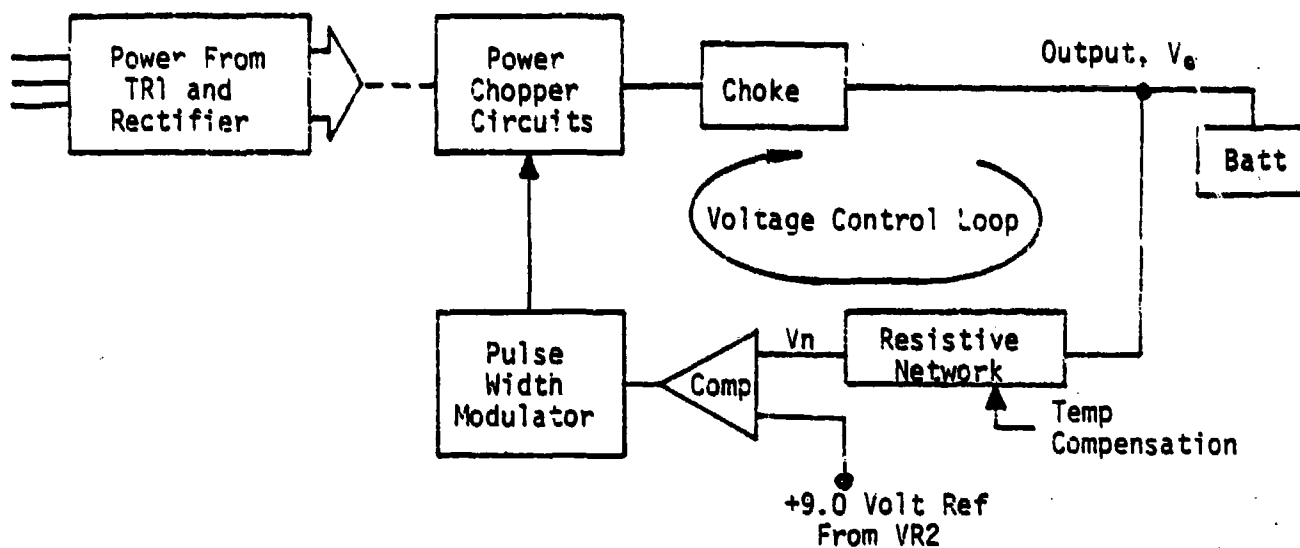 Power From
TR1 and
Rectifier
Power
Chopper
Circuits
Choke
Output, Vo
Batt
Voltage Control Loop
Pulse
Width
Modulator
Comp
Vn
Resistive
Network
Temp
Compensation
+9.0 Volt Ref
From VR2